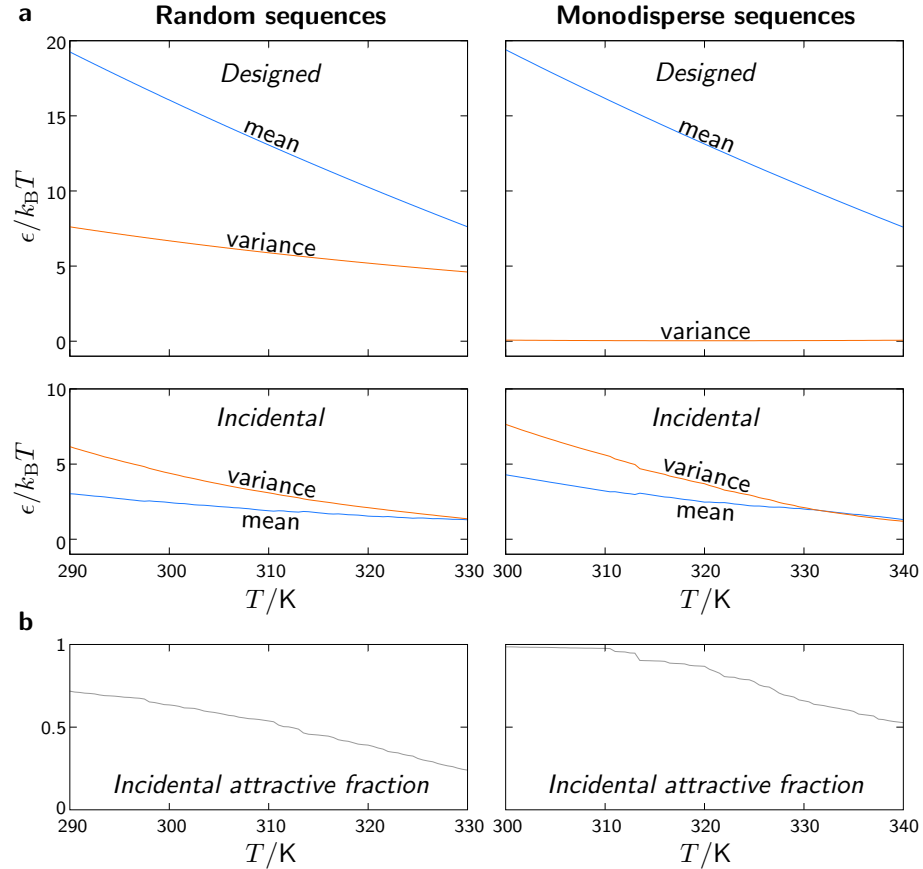 a
Random sequences
Monodisperse sequences
20
15
10
5
0
ϵ/k_BT
Designed
mean
variance
Designed
mean
variance
10
5
0
ϵ/k_BT
Incidental
variance
mean
290
300
310
320
330
T/K
Incidental
variance
mean
300
310
320
330
340
T/K
b
1
0.5
0
Incidental attractive fraction
290
300
310
320
330
T/K
Incidental attractive fraction
300
310
320
330
340
T/K